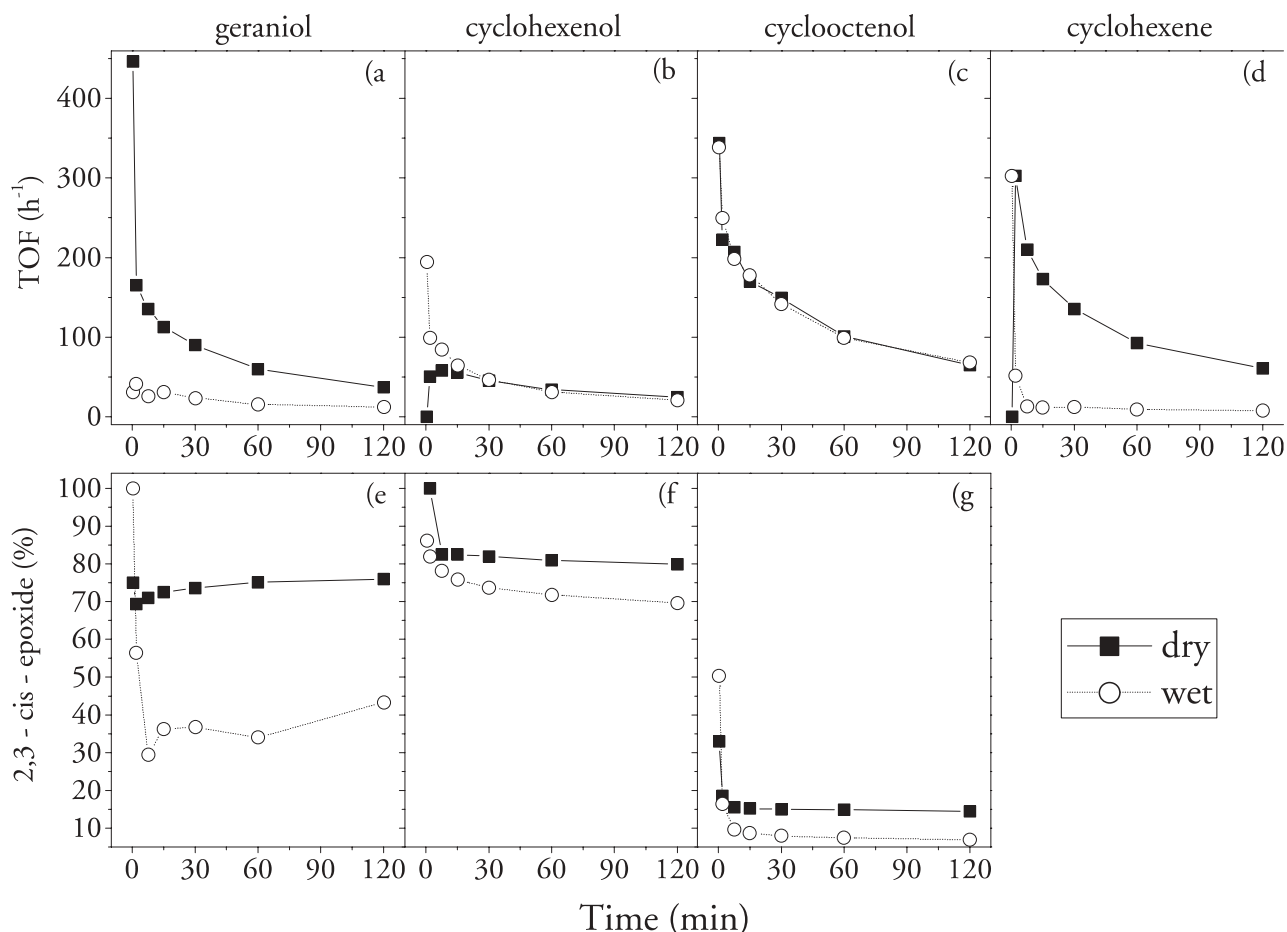 geraniol cyclohexenol cyclooctenol cyclohexene
(a (b (c (d
TOF (h-1)
400
300
200
100
0
0 30 60 90 120 0 30 60 90 120 0 30 60 90 120 0 30 60 90 120
(e (f (g
2,3 - cis - epoxide (%)
100
90
80
70
60
50
40
30
20
10
0 30 60 90 120 0 30 60 90 120 0 30 60 90 120
dry
wet
Time (min)